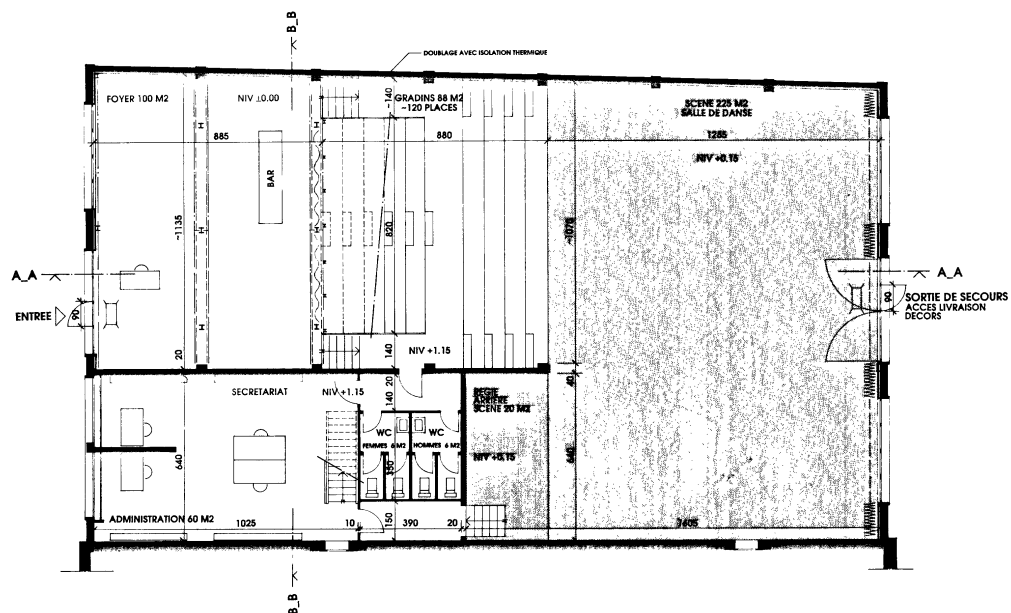 B_B
DOUBLAGE AVEC ISOLATION THERMIQUE
FOYER 100 M2
NIV ±0.00
~140
GRADINS 88 M2
~120 PLACES
SCENE 225 M2
SALLE DE DANSE
885
880
1285
NIV +0.15
BAR
~1135
820
~1070
A_A
A_A
ENTREE
90
90
SORTIE DE SECOURS
ACCES LIVRAISON
DECORS
20
140
NIV +1.15
SECRETARIAT
NIV +1.15
140 20
40
REGIE
ARRIERE
SCENE 20 M2
WC
FEMMES 6 M2
WC
HOMMES 6 M2
NIV +0.15
640
350
640
ADMINISTRATION 60 M2
1025
10
150
390
20
1605
B_B